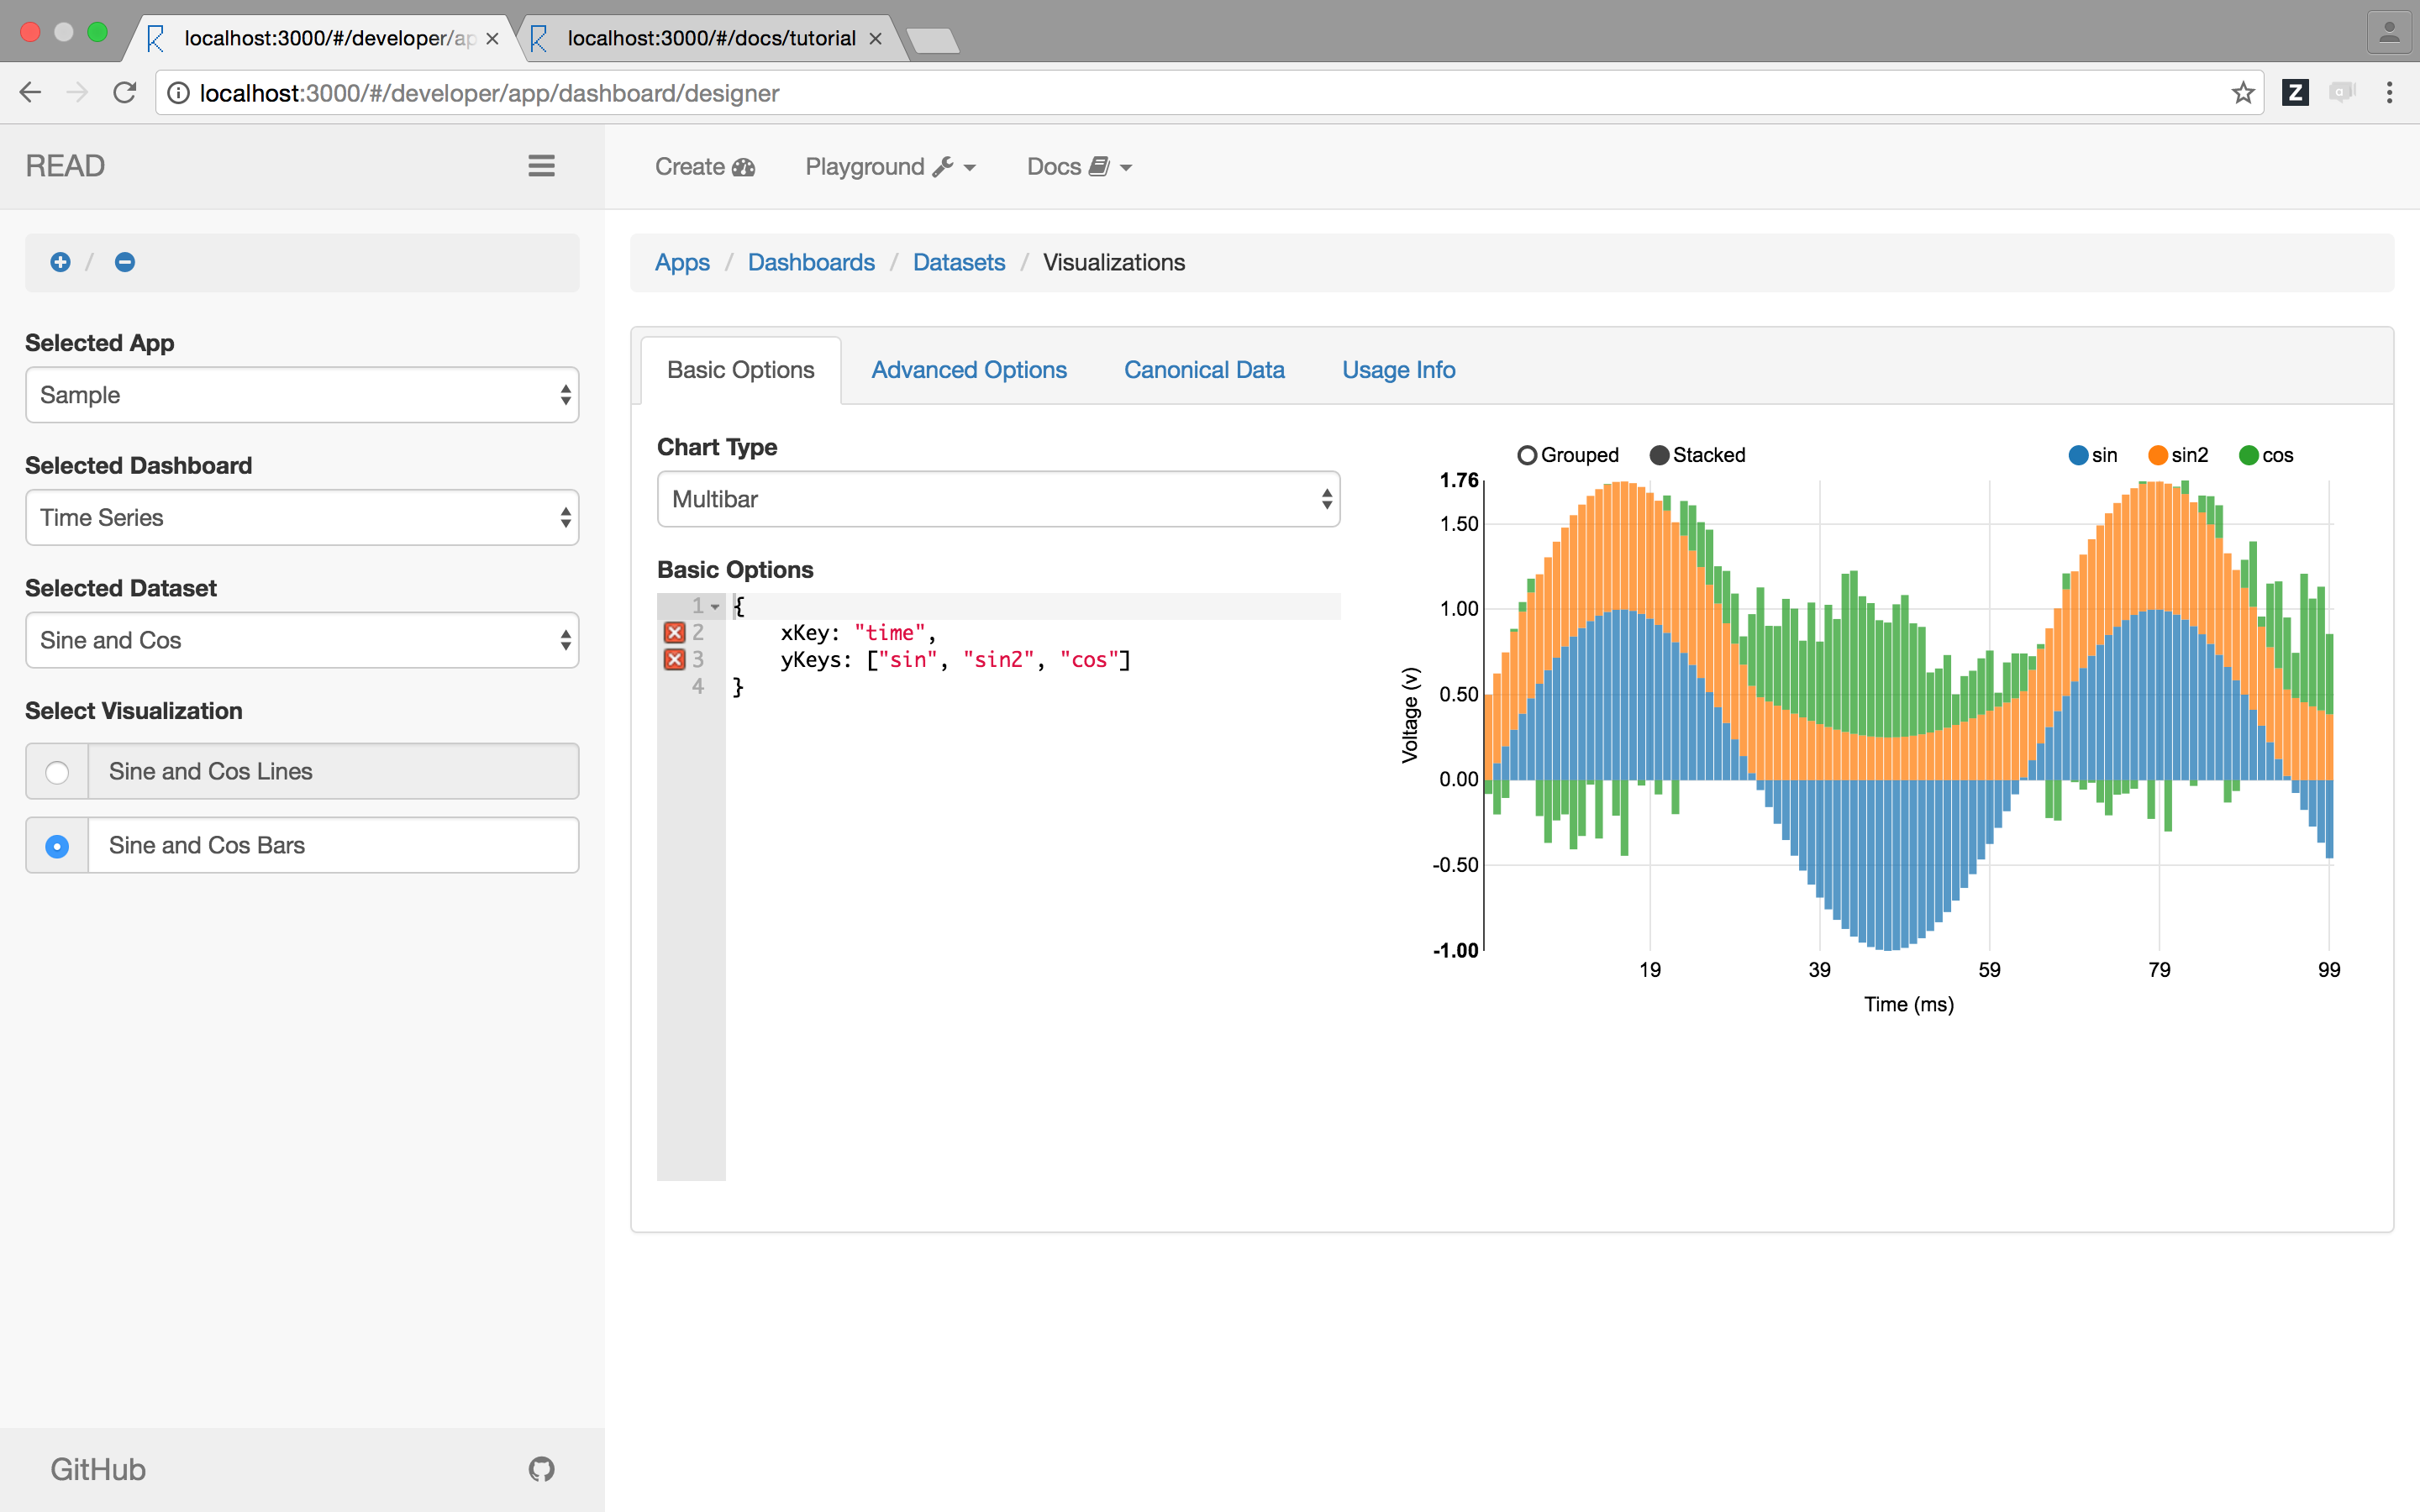 localhost:3000/#/developer/ap
localhost:3000/#/docs/tutorial
localhost:3000/#/developer/app/dashboard/designer
READ
Create
Playground
Docs
Apps / Dashboards / Datasets / Visualizations
Selected App
Sample
Selected Dashboard
Time Series
Selected Dataset
Sine and Cos
Select Visualization
Sine and Cos Lines
Sine and Cos Bars
GitHub
Basic Options
Advanced Options
Canonical Data
Usage Info
Chart Type
Multibar
Basic Options
1 {
2 xKey: "time",
3 yKeys: ["sin", "sin2", "cos"]
4 }
Grouped
Stacked
sin
sin2
cos
1.76
1.50
1.00
0.50
0.00
-0.50
-1.00
Voltage (v)
19
39
59
79
99
Time (ms)
Z
a